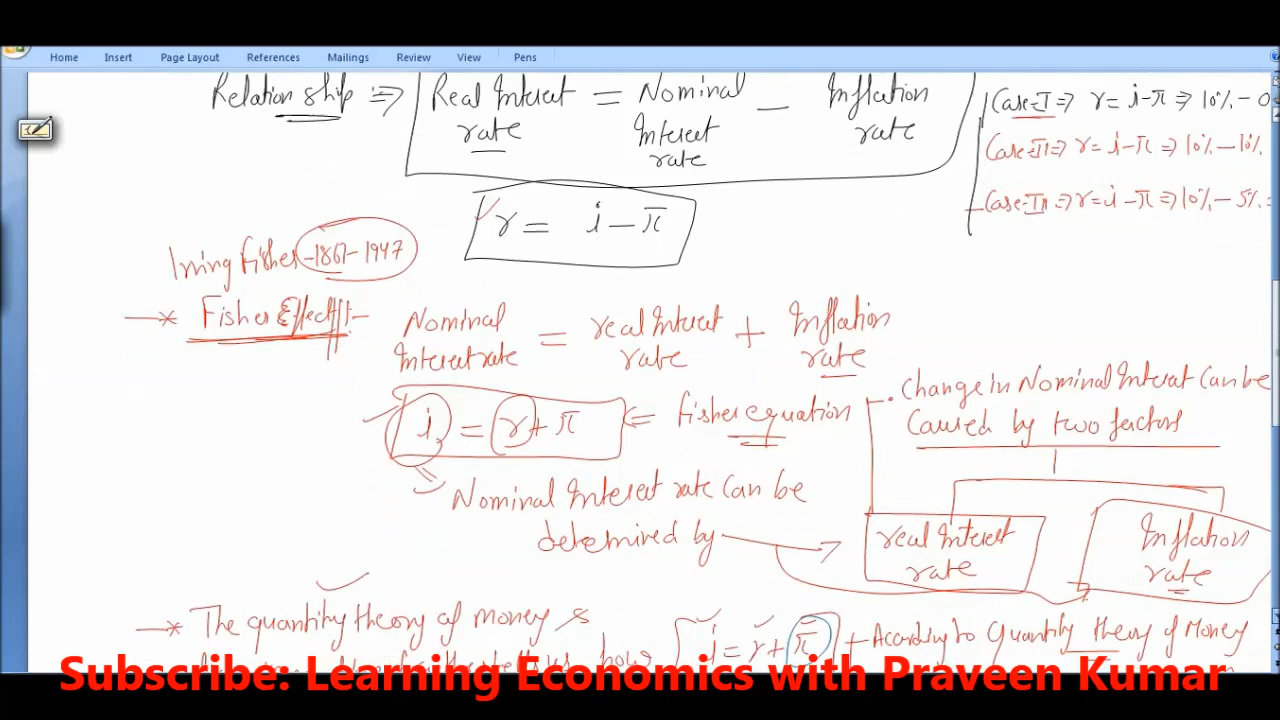 Home Insert Page Layout References Mailings Review View Pens
Relationship ⇒ Real Interest rate = Nominal Interest rate – Inflation rate
Case-I ⇒ r = i-π ⇒ 10% - 0
Case-II ⇒ r = i-π ⇒ 10% - 10%
Case-III ⇒ r = i-π ⇒ 10% - 5% =
r = i – π
Irving Fisher - 1867-1947
* Fisher Effect :-
Nominal Interest rate = real Interest rate + Inflation rate
i = r + π ⇐ Fisher equation
• Change in Nominal Interest Can be
Caused by two factors
Nominal Interest rate can be
determined by → real Interest rate
Inflation rate
* The quantity theory of money &
how
i = r + π
According to Quantity theory of Money
Subscribe: Learning Economics with Praveen Kumar